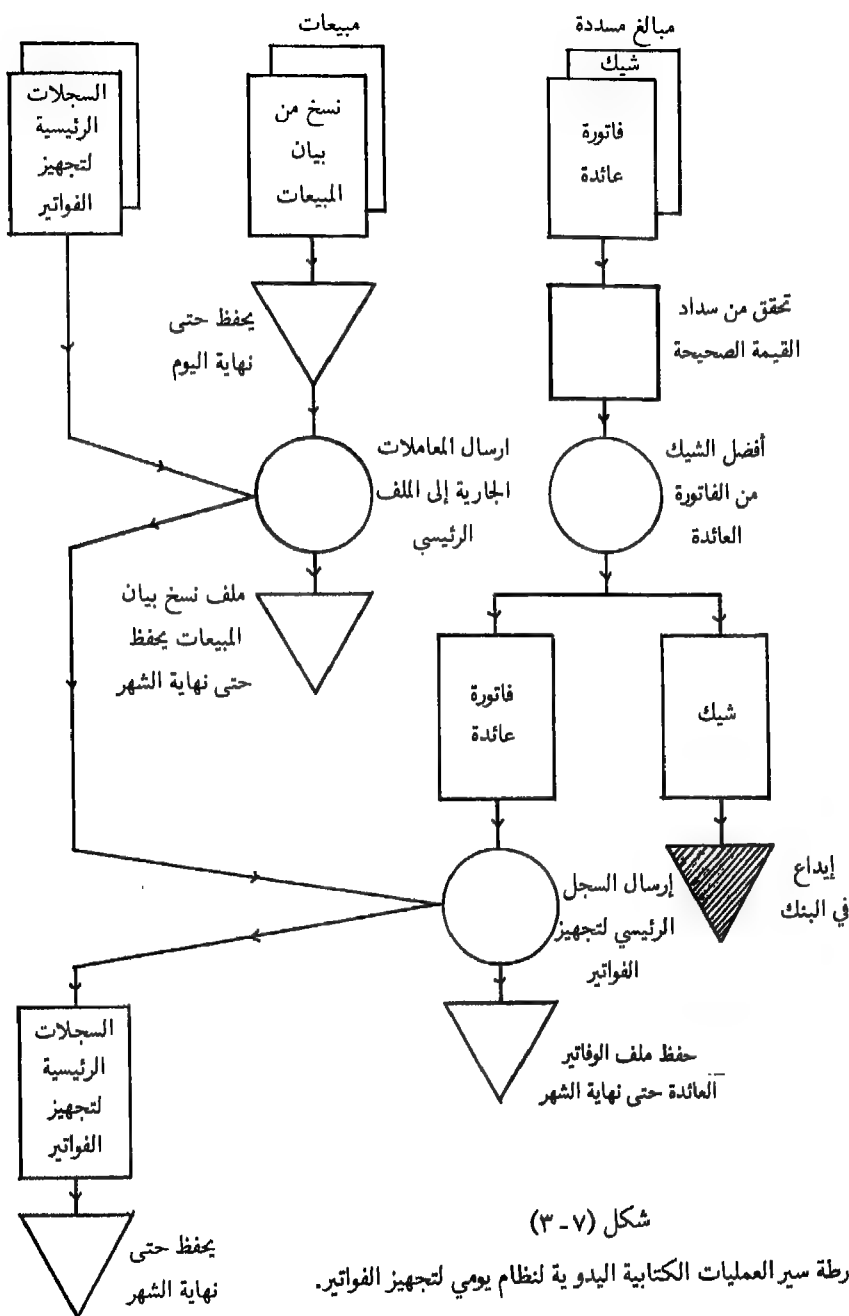 مبالغ مسددة
شيك
فاتورة
عائدة
مبيعات
نسخ من
بيان
المبيعات
السجلات
الرئيسية
لتجهيز
الفواتير
تحقق من سداد
القيمة الصحيحة
يحفظ حتى
نهاية اليوم
أفضل الشيك
من الفاتورة
العائدة
ارسال المعاملات
الجارية إلى الملف
الرئيسي
ملف نسخ بيان
المبيعات يحفظ
حتى نهاية الشهر
شيك
فاتورة
عائدة
إيداع
في البنك
إرسال السجل
الرئيسي لتجهيز
الفواتير
حفظ ملف الوفاتير
العائدة حتى نهاية الشهر
السجلات
الرئيسية
لتجهيز
الفواتير
يحفظ حتى
نهاية الشهر
شكل (٧ - ٣)
رطة سير العمليات الكتابية اليدو ية لنظام يومي لتجهيز الفواتير.